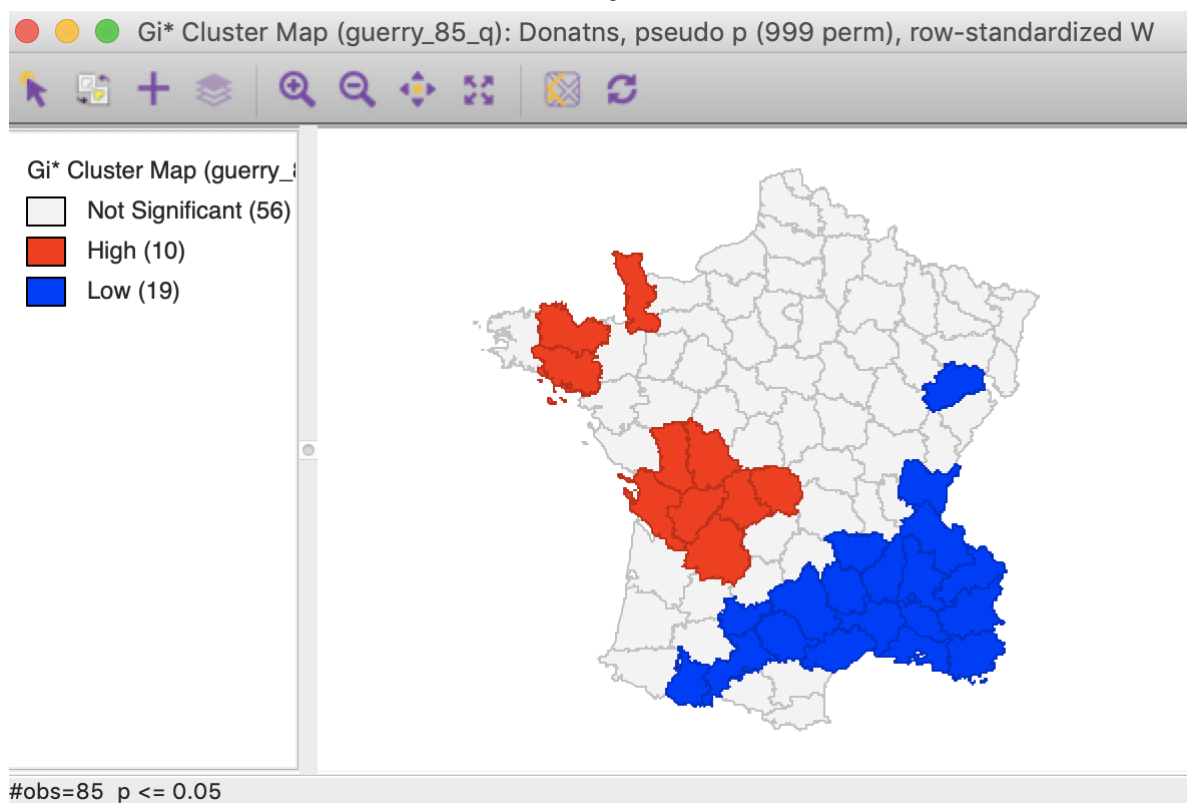 Gi* Cluster Map (guerry_85_q): Donatns, pseudo p (999 perm), row-standardized W
Gi* Cluster Map (guerry_
Not Significant (56)
High (10)
Low (19)
#obs=85 p <= 0.05